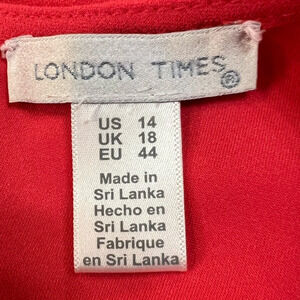 LONDON TIMES®
US 14
UK 18
EU 44
Made in
Sri Lanka
Hecho en
Sri Lanka
Fabrique
en Sri Lanka